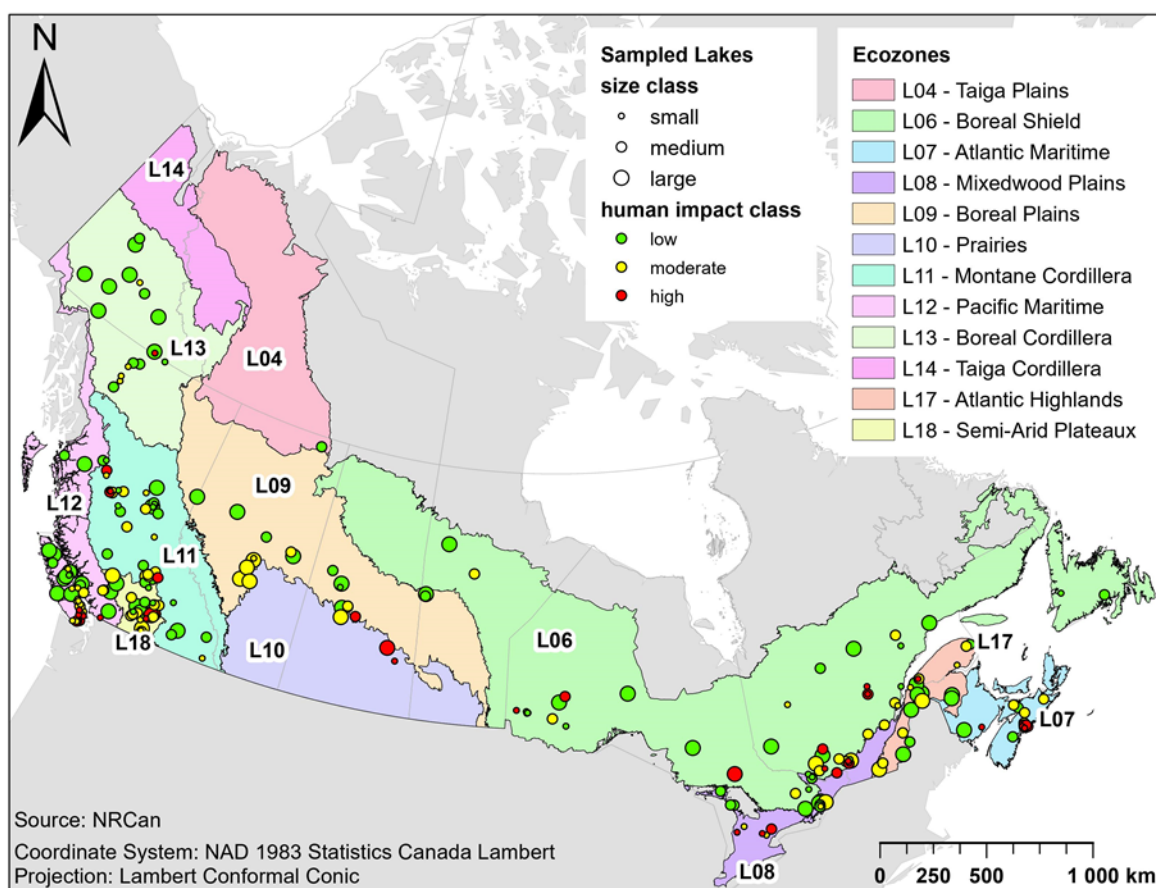 N
Sampled Lakes
size class
small
medium
large
human impact class
low
moderate
high
Ecozones
L04 - Taiga Plains
L06 - Boreal Shield
L07 - Atlantic Maritime
L08 - Mixedwood Plains
L09 - Boreal Plains
L10 - Prairies
L11 - Montane Cordillera
L12 - Pacific Maritime
L13 - Boreal Cordillera
L14 - Taiga Cordillera
L17 - Atlantic Highlands
L18 - Semi-Arid Plateaux
L14
L13
L04
L12
L09
L11
L18
L10
L06
L17
L07
L08
Source: NRCan
Coordinate System: NAD 1983 Statistics Canada Lambert
Projection: Lambert Conformal Conic
0 250 500 1 000 km